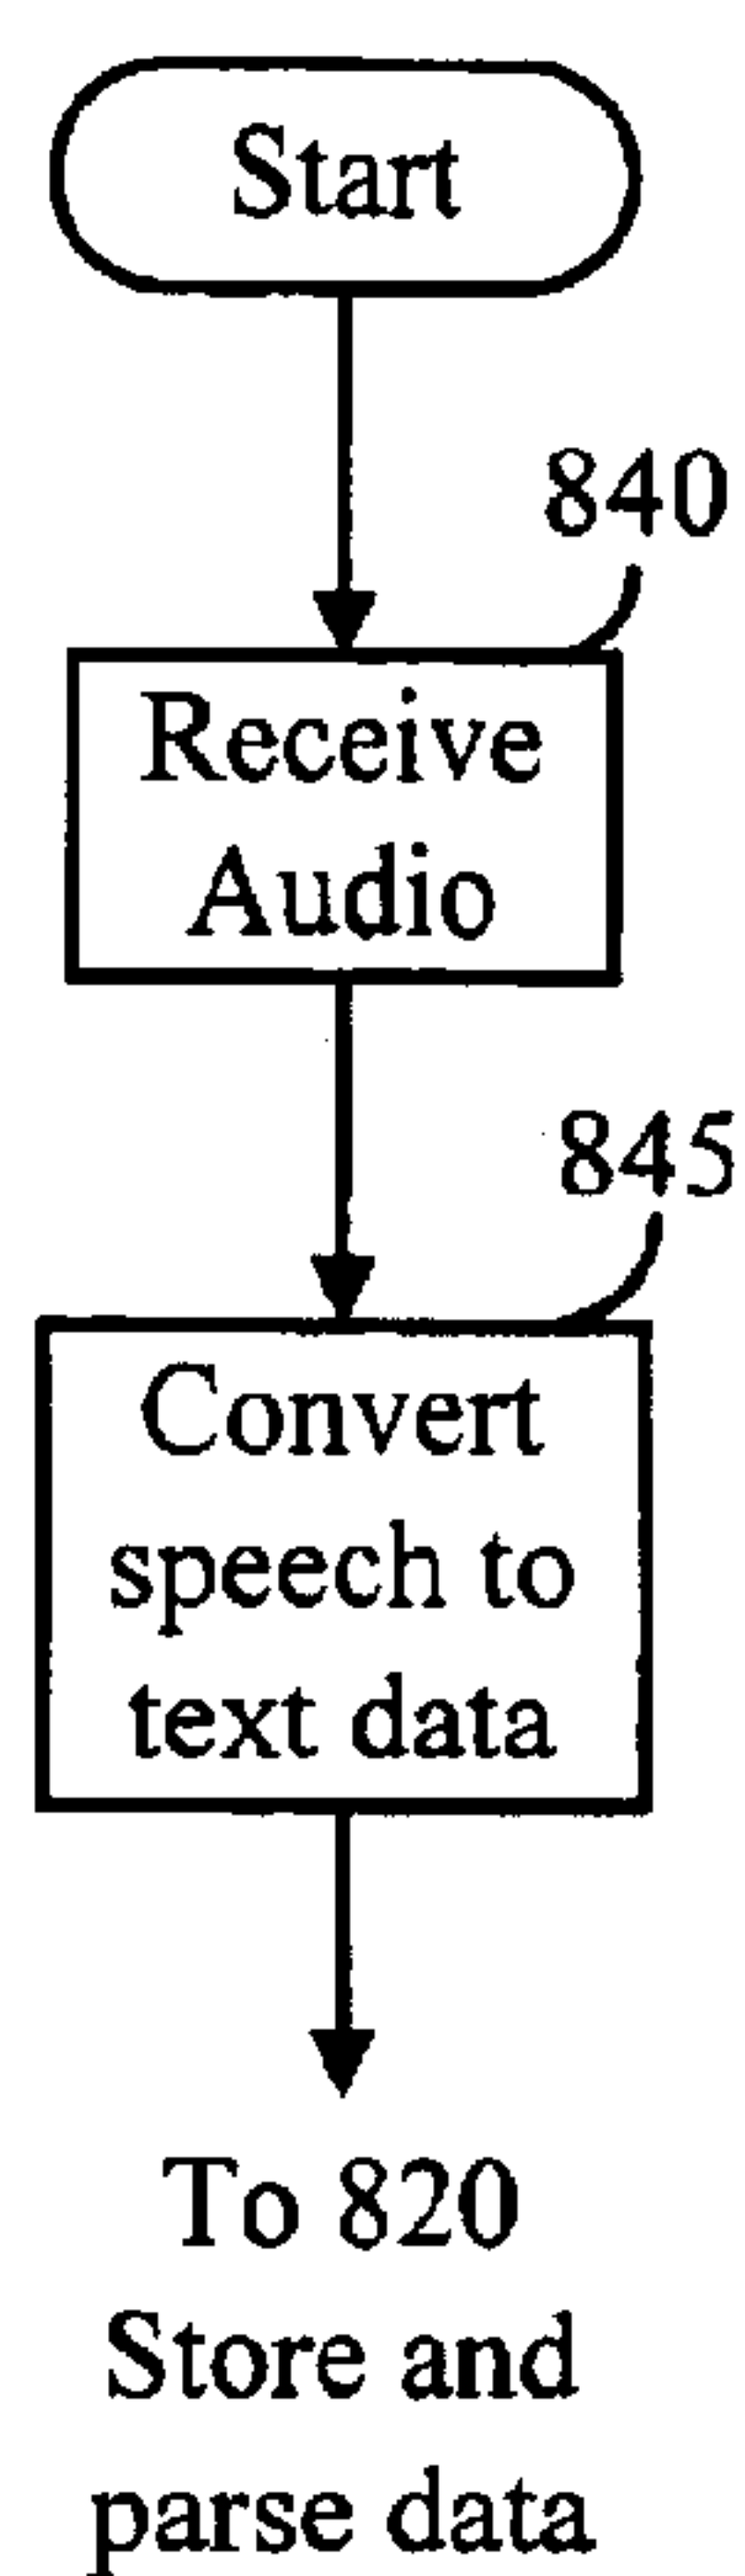 Start
840
Receive
Audio
845
Convert
speech to
text data
To 820
Store and
parse data